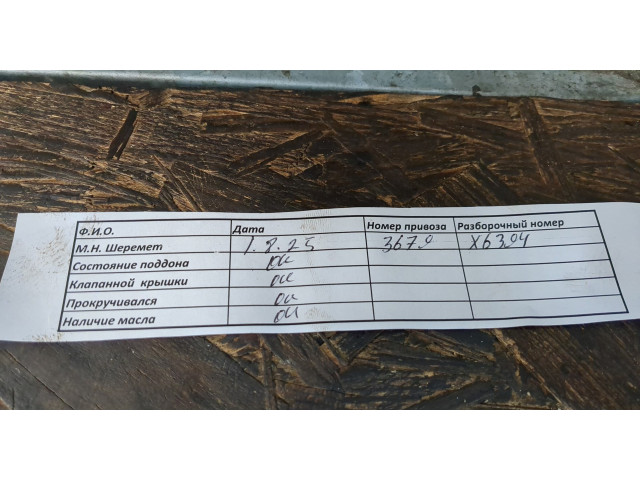 Ф.И.О. Дата Номер привоза Разборочный номер
М.Н. Шеремет 1.8.25 3679 X6304
Состояние поддона ок
Клапанной крышки ок
Прокручивался ок
Наличие масла ок